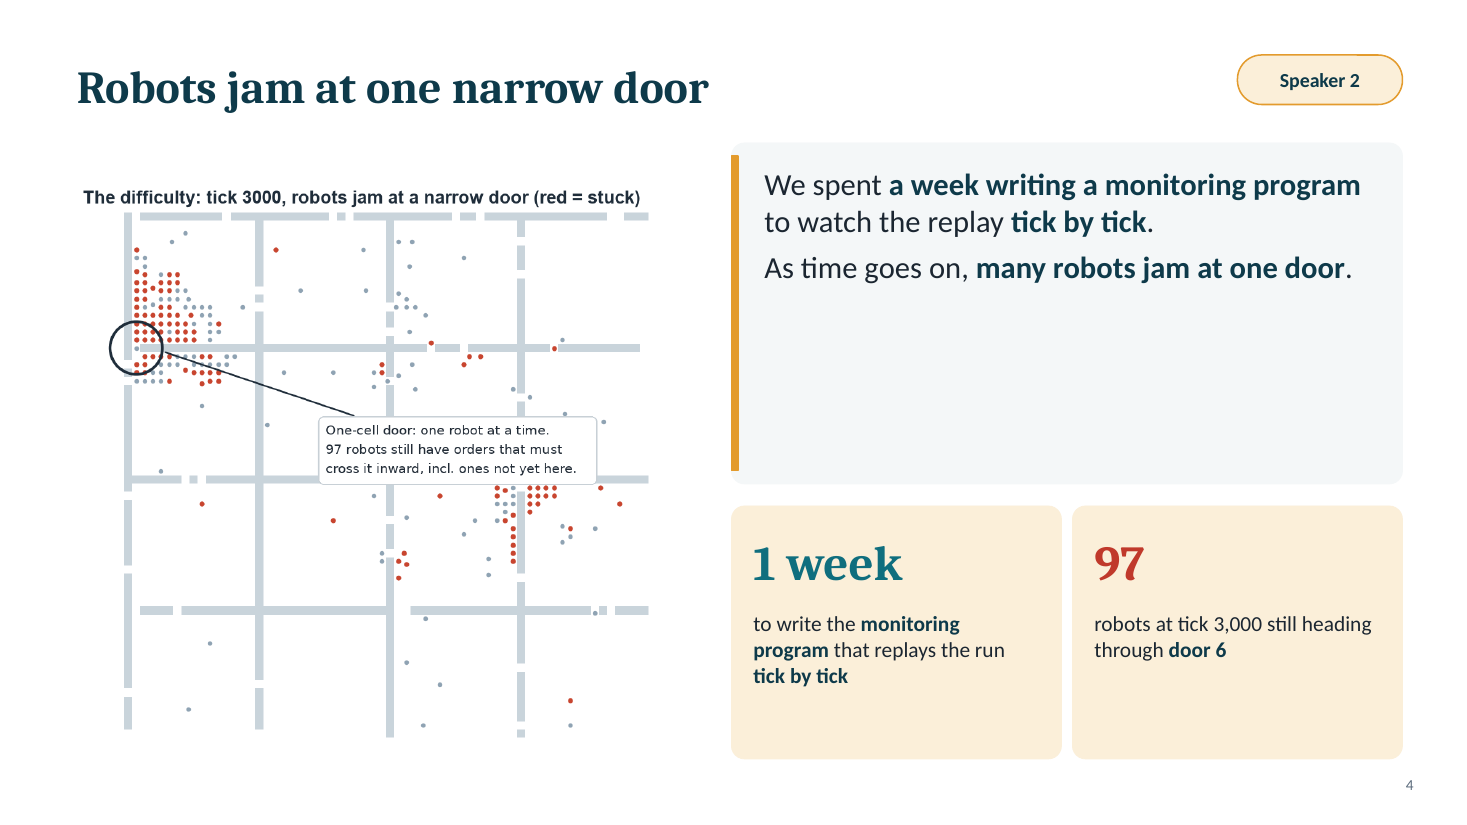 Robots jam at one narrow door
Speaker 2
The difficulty: tick 3000, robots jam at a narrow door (red = stuck)
One-cell door: one robot at a time.
97 robots still have orders that must
cross it inward, incl. ones not yet here.
We spent a week writing a monitoring program
to watch the replay tick by tick.
As time goes on, many robots jam at one door.
1 week
to write the monitoring
program that replays the run
tick by tick
97
robots at tick 3,000 still heading
through door 6
4